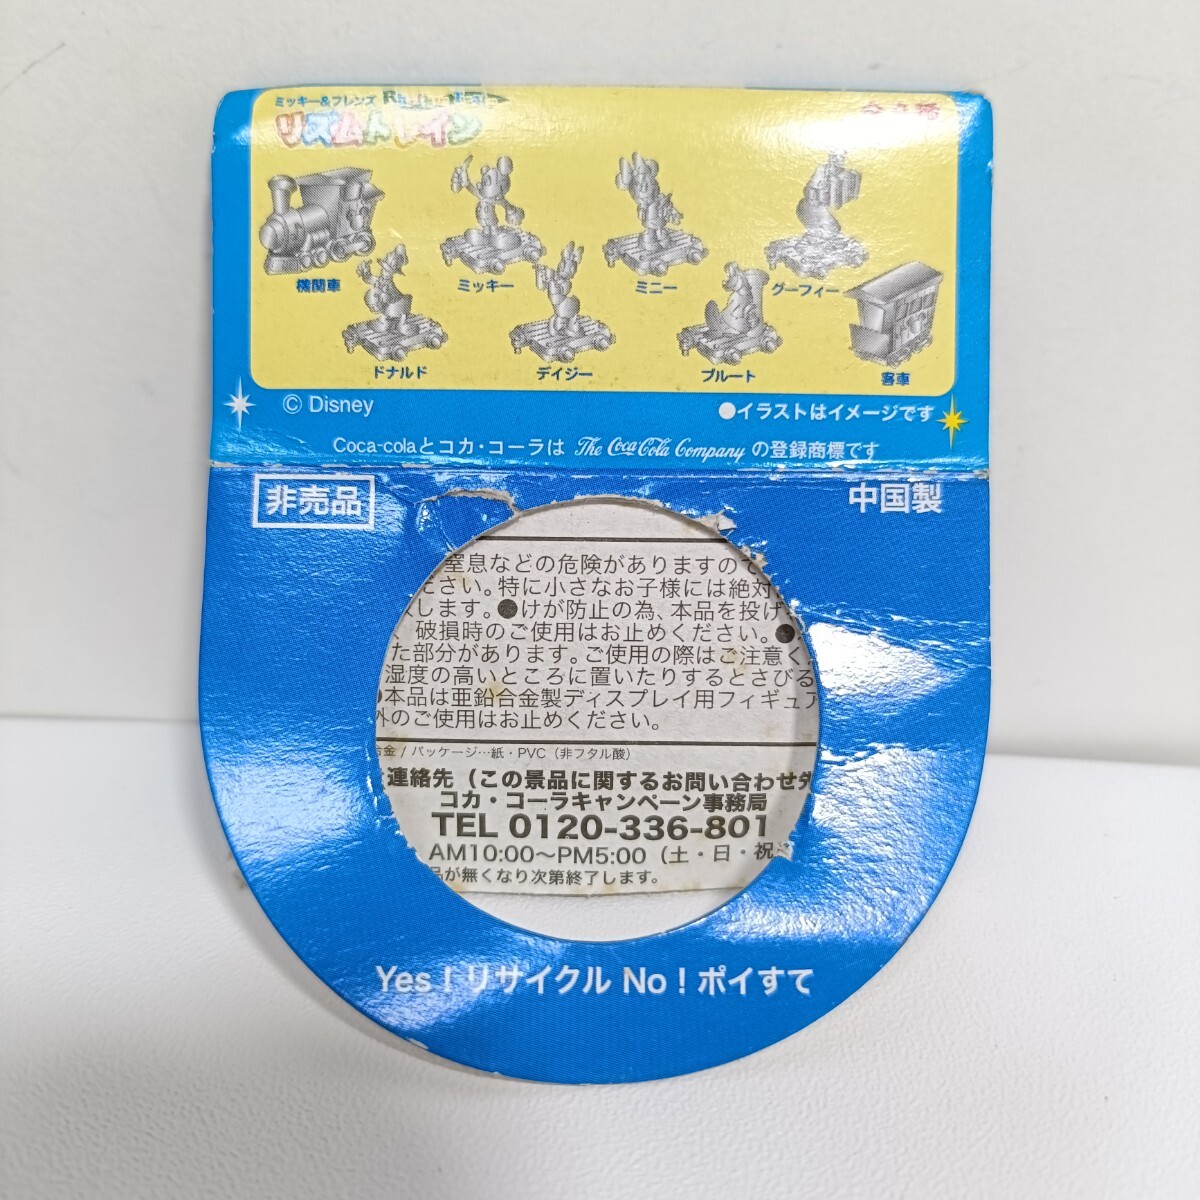 ミッキー&フレンズ
リズムトレイン
機関車 ミッキー ミニー グーフィー
ドナルド デイジー プルート 客車
© Disney ●イラストはイメージです
Coca-colaとコカ・コーラは The Coca-Cola Company の登録商標です
非売品 中国製
窒息などの危険がありますので
ださい。特に小さなお子様には絶対
します。●けが防止の為、本品を投げ
、破損時のご使用はお止めください。●
た部分があります。ご使用の際はご注意く
湿度の高いところに置いたりするとさびる
●本品は亜鉛合金製ディスプレイ用フィギュア
外のご使用はお止めください。
合金 / パッケージ…紙・PVC（非フタル酸）
連絡先（この景品に関するお問い合わせ先
コカ・コーラキャンペーン事務局
TEL 0120-336-801
AM10:00〜PM5:00（土・日・祝
品が無くなり次第終了します。
Yes！リサイクル No！ポイすて